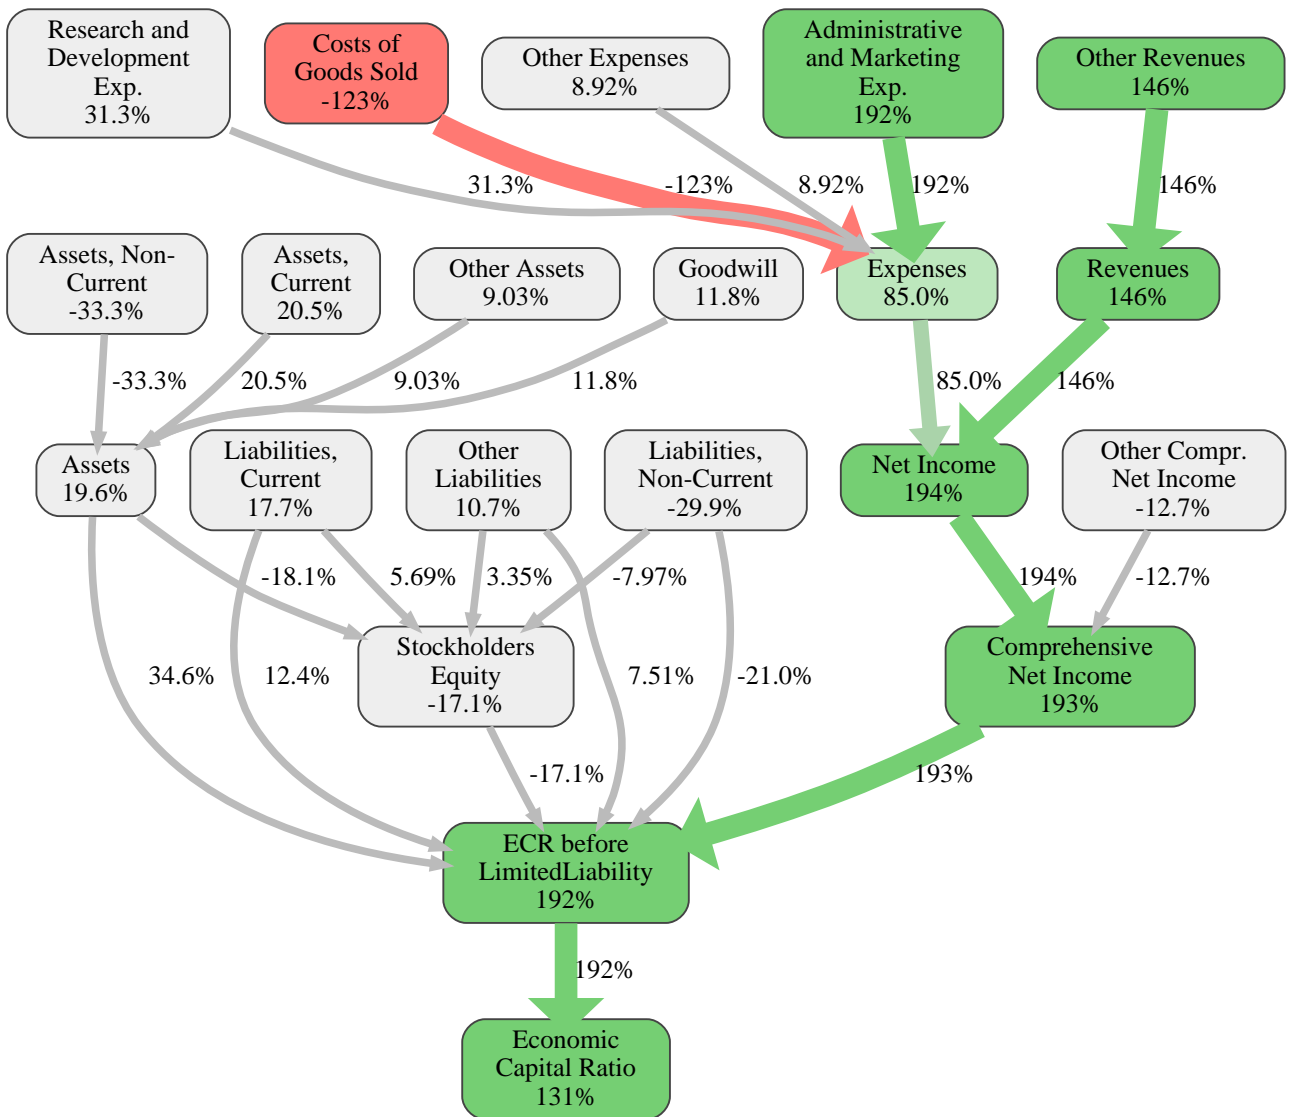 Research and
Development
Exp.
31.3%
Costs of
Goods Sold
-123%
Other Expenses
8.92%
Administrative
and Marketing
Exp.
192%
Other Revenues
146%
31.3%
-123%
8.92%
192%
146%
Assets, Non-
Current
-33.3%
Assets,
Current
20.5%
Other Assets
9.03%
Goodwill
11.8%
Expenses
85.0%
Revenues
146%
-33.3%
20.5%
9.03%
11.8%
85.0%
146%
Assets
19.6%
Liabilities,
Current
17.7%
Other
Liabilities
10.7%
Liabilities,
Non-Current
-29.9%
Net Income
194%
Other Compr.
Net Income
-12.7%
-18.1%
5.69%
3.35%
-7.97%
194%
-12.7%
Stockholders
Equity
-17.1%
Comprehensive
Net Income
193%
34.6%
12.4%
7.51%
-21.0%
-17.1%
193%
ECR before
LimitedLiability
192%
192%
Economic
Capital Ratio
131%